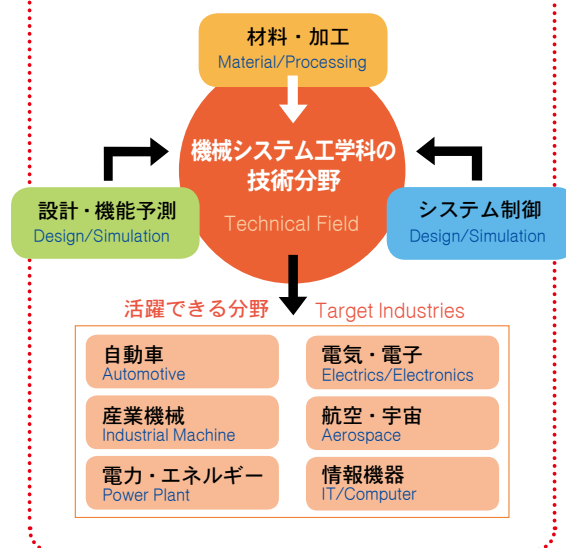 材料・加工
Material/Processing
機械システム工学科の
技術分野
Technical Field
設計・機能予測
Design/Simulation
システム制御
Design/Simulation
活躍できる分野 Target Industries
自動車
Automotive
電気・電子
Electrics/Electronics
産業機械
Industrial Machine
航空・宇宙
Aerospace
電力・エネルギー
Power Plant
情報機器
IT/Computer